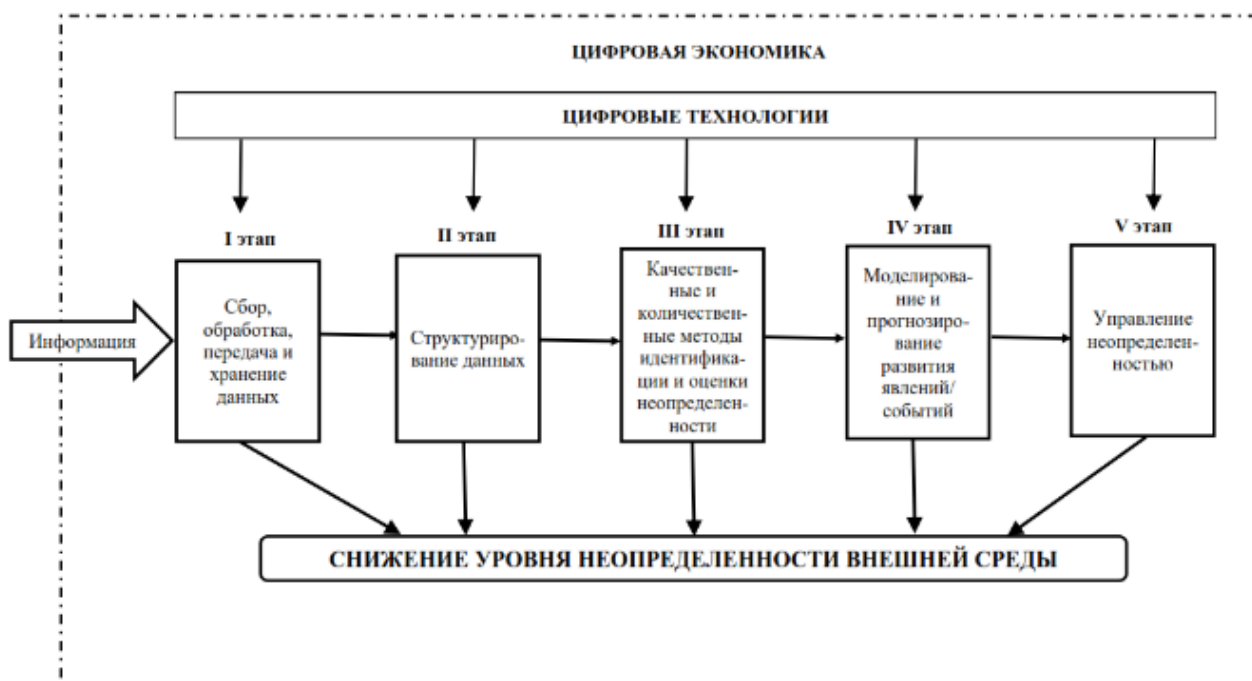 ЦИФРОВАЯ ЭКОНОМИКА
ЦИФРОВЫЕ ТЕХНОЛОГИИ
I этап
II этап
III этап
IV этап
V этап
Информация
Сбор,
обработка,
передача и
хранение
данных
Структуриро-
вание данных
Качествен-
ные и
количествен-
ные методы
идентифика-
ции и оценки
неопределен-
ности
Моделирова-
ние и
прогнозиро-
вание
развития
явлений/
событий
Управление
неопределен-
ностью
СНИЖЕНИЕ УРОВНЯ НЕОПРЕДЕЛЕННОСТИ ВНЕШНЕЙ СРЕДЫ